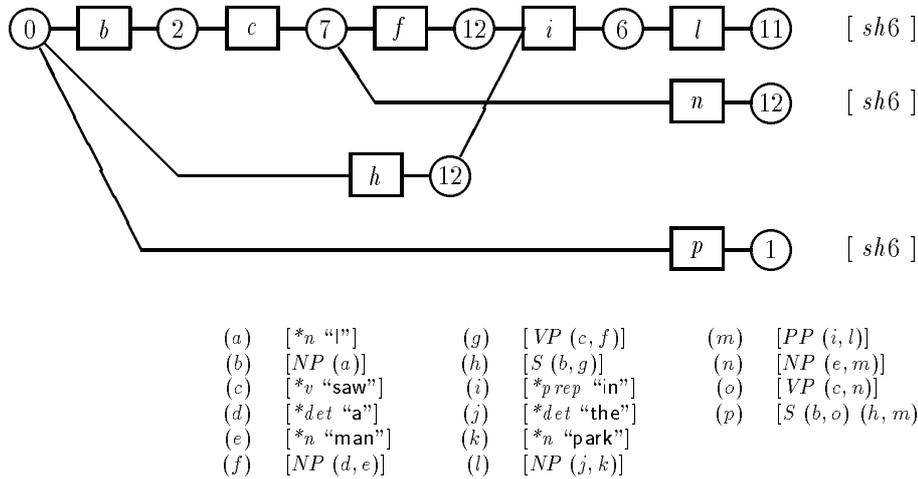 0 b 2 c 7 f 12 i 6 l 11 [ sh6 ]
n 12 [ sh6 ]
h 12
p 1 [ sh6 ]
(a) [*n “I”] (g) [VP (c, f)] (m) [PP (i, l)]
(b) [NP (a)] (h) [S (b, g)] (n) [NP (e, m)]
(c) [*v “saw”] (i) [*prep “in”] (o) [VP (c, n)]
(d) [*det “a”] (j) [*det “the”] (p) [S (b, o) (h, m)
(e) [*n “man”] (k) [*n “park”]
(f) [NP (d, e)] (l) [NP (j, k)]